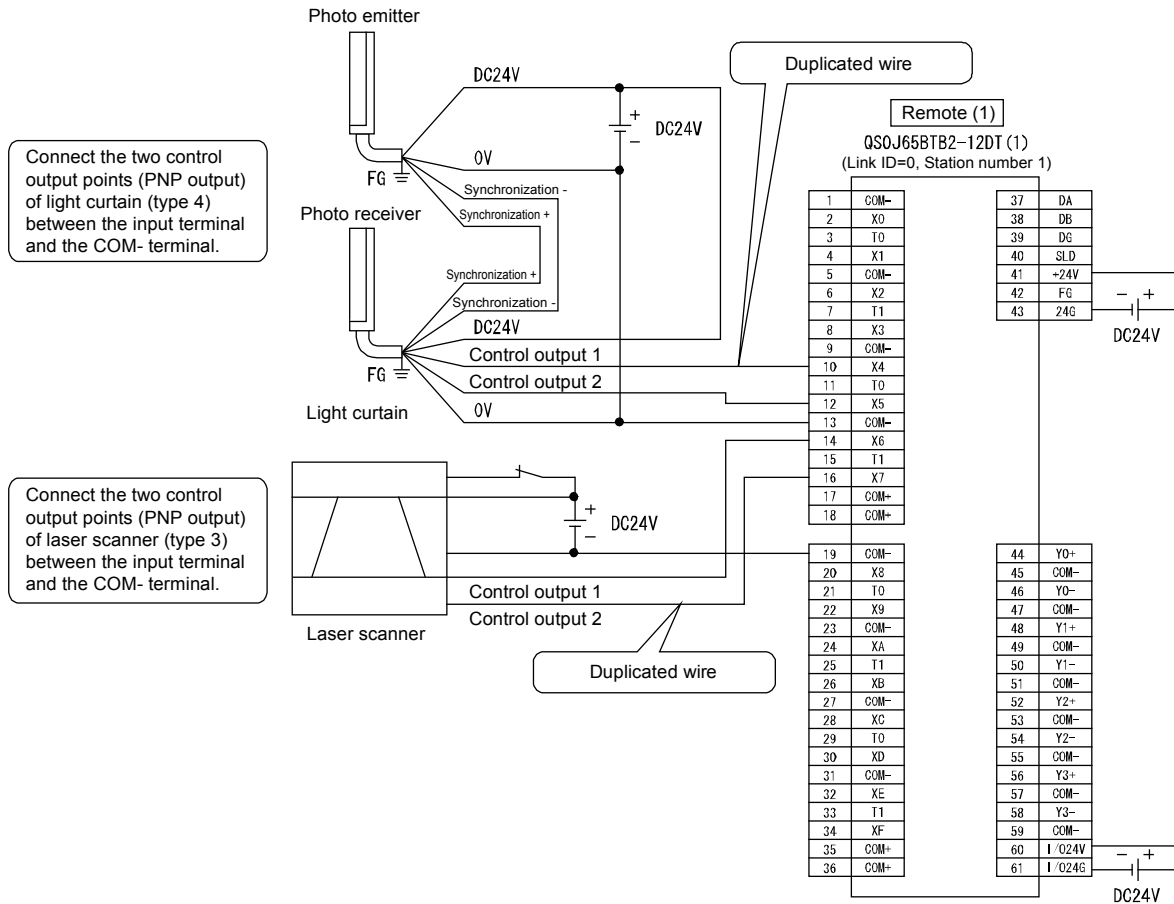 Photo emitter
DC24V
Duplicated wire
+
DC24V
−
Remote (1)
QS0J65BTB2-12DT(1)
(Link ID=0, Station number 1)
Connect the two control
output points (PNP output)
of light curtain (type 4)
between the input terminal
and the COM- terminal.
0V
FG
Synchronization -
Synchronization +
Photo receiver
Synchronization +
Synchronization -
DC24V
Control output 1
Control output 2
FG
0V
Light curtain
Connect the two control
output points (PNP output)
of laser scanner (type 3)
between the input terminal
and the COM- terminal.
+
DC24V
−
Control output 1
Control output 2
Laser scanner
Duplicated wire
1 COM-
2 X0
3 T0
4 X1
5 COM-
6 X2
7 T1
8 X3
9 COM-
10 X4
11 T0
12 X5
13 COM-
14 X6
15 T1
16 X7
17 COM+
18 COM+
19 COM-
20 X8
21 T0
22 X9
23 COM-
24 XA
25 T1
26 XB
27 COM-
28 XC
29 T0
30 XD
31 COM-
32 XE
33 T1
34 XF
35 COM+
36 COM+
37 DA
38 DB
39 DG
40 SLD
41 +24V
42 FG
43 24G
− +
DC24V
44 Y0+
45 COM-
46 Y0-
47 COM-
48 Y1+
49 COM-
50 Y1-
51 COM-
52 Y2+
53 COM-
54 Y2-
55 COM-
56 Y3+
57 COM-
58 Y3-
59 COM-
60 I/O24V
61 I/O24G
− +
DC24V